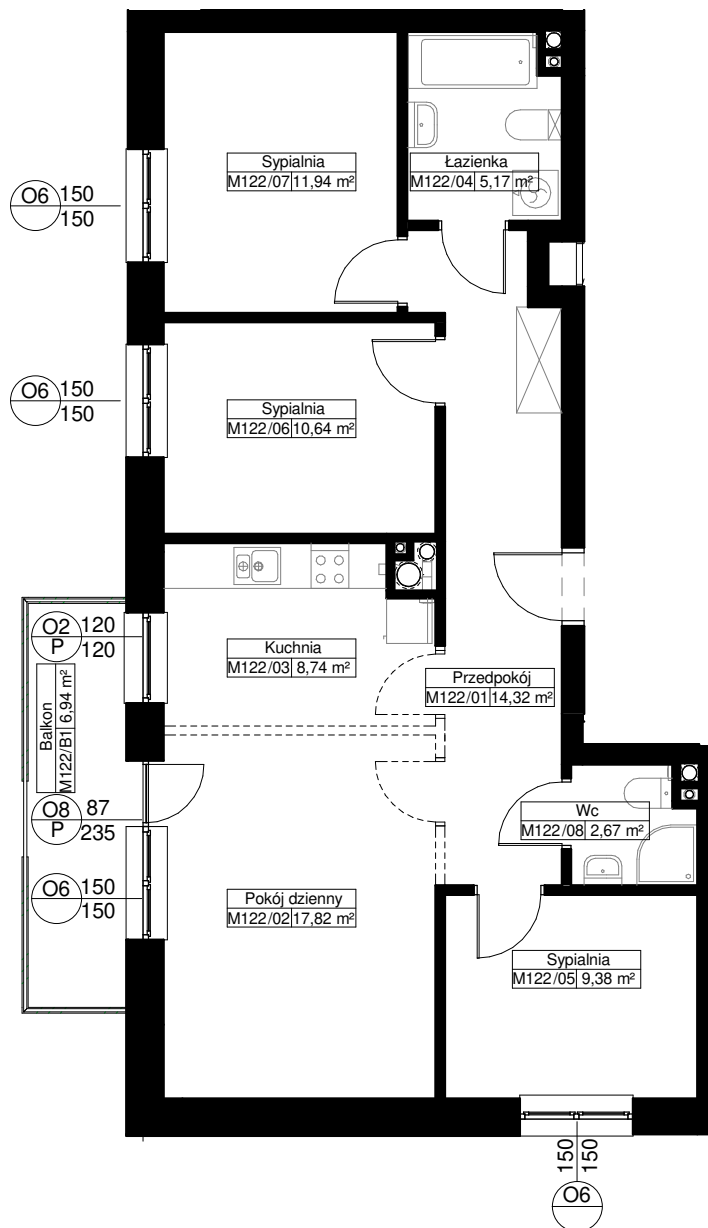 Sypialnia
M122/07 11,94 m²
Łazienka
M122/04 5,17 m²
O6 150
150
Sypialnia
M122/06 10,64 m²
O6 150
150
Kuchnia
M122/03 8,74 m²
O2 120
P 120
Balkon
M122/B1 6,94 m²
Przedpokój
M122/01 14,32 m²
O8 87
P 235
Wc
M122/08 2,67 m²
O6 150
150
Pokój dzienny
M122/02 17,82 m²
Sypialnia
M122/05 9,38 m²
150
150
O6